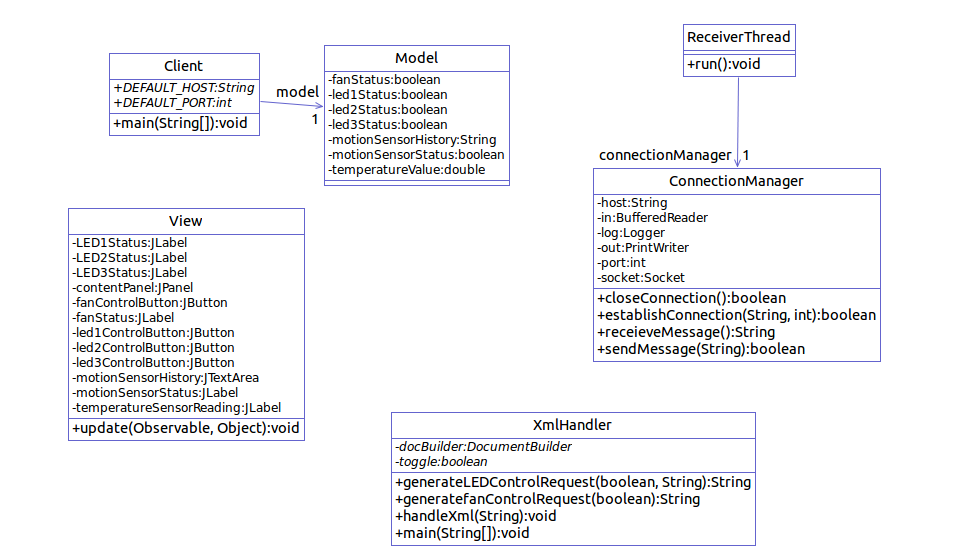 Client
+DEFAULT_HOST:String
+DEFAULT_PORT:int
+main(String[]):void
model
1
Model
-fanStatus:boolean
-led1Status:boolean
-led2Status:boolean
-led3Status:boolean
-motionSensorHistory:String
-motionSensorStatus:boolean
-temperatureValue:double
ReceiverThread
+run():void
connectionManager 1
ConnectionManager
-host:String
-in:BufferedReader
-log:Logger
-out:PrintWriter
-port:int
-socket:Socket
+closeConnection():boolean
+establishConnection(String, int):boolean
+receieveMessage():String
+sendMessage(String):boolean
View
-LED1Status:JLabel
-LED2Status:JLabel
-LED3Status:JLabel
-contentPanel:JPanel
-fanControlButton:JButton
-fanStatus:JLabel
-led1ControlButton:JButton
-led2ControlButton:JButton
-led3ControlButton:JButton
-motionSensorHistory:JTextArea
-motionSensorStatus:JLabel
-temperatureSensorReading:JLabel
+update(Observable, Object):void
XmlHandler
-docBuilder:DocumentBuilder
-toggle:boolean
+generateLEDControlRequest(boolean, String):String
+generatefanControlRequest(boolean):String
+handleXml(String):void
+main(String[]):void